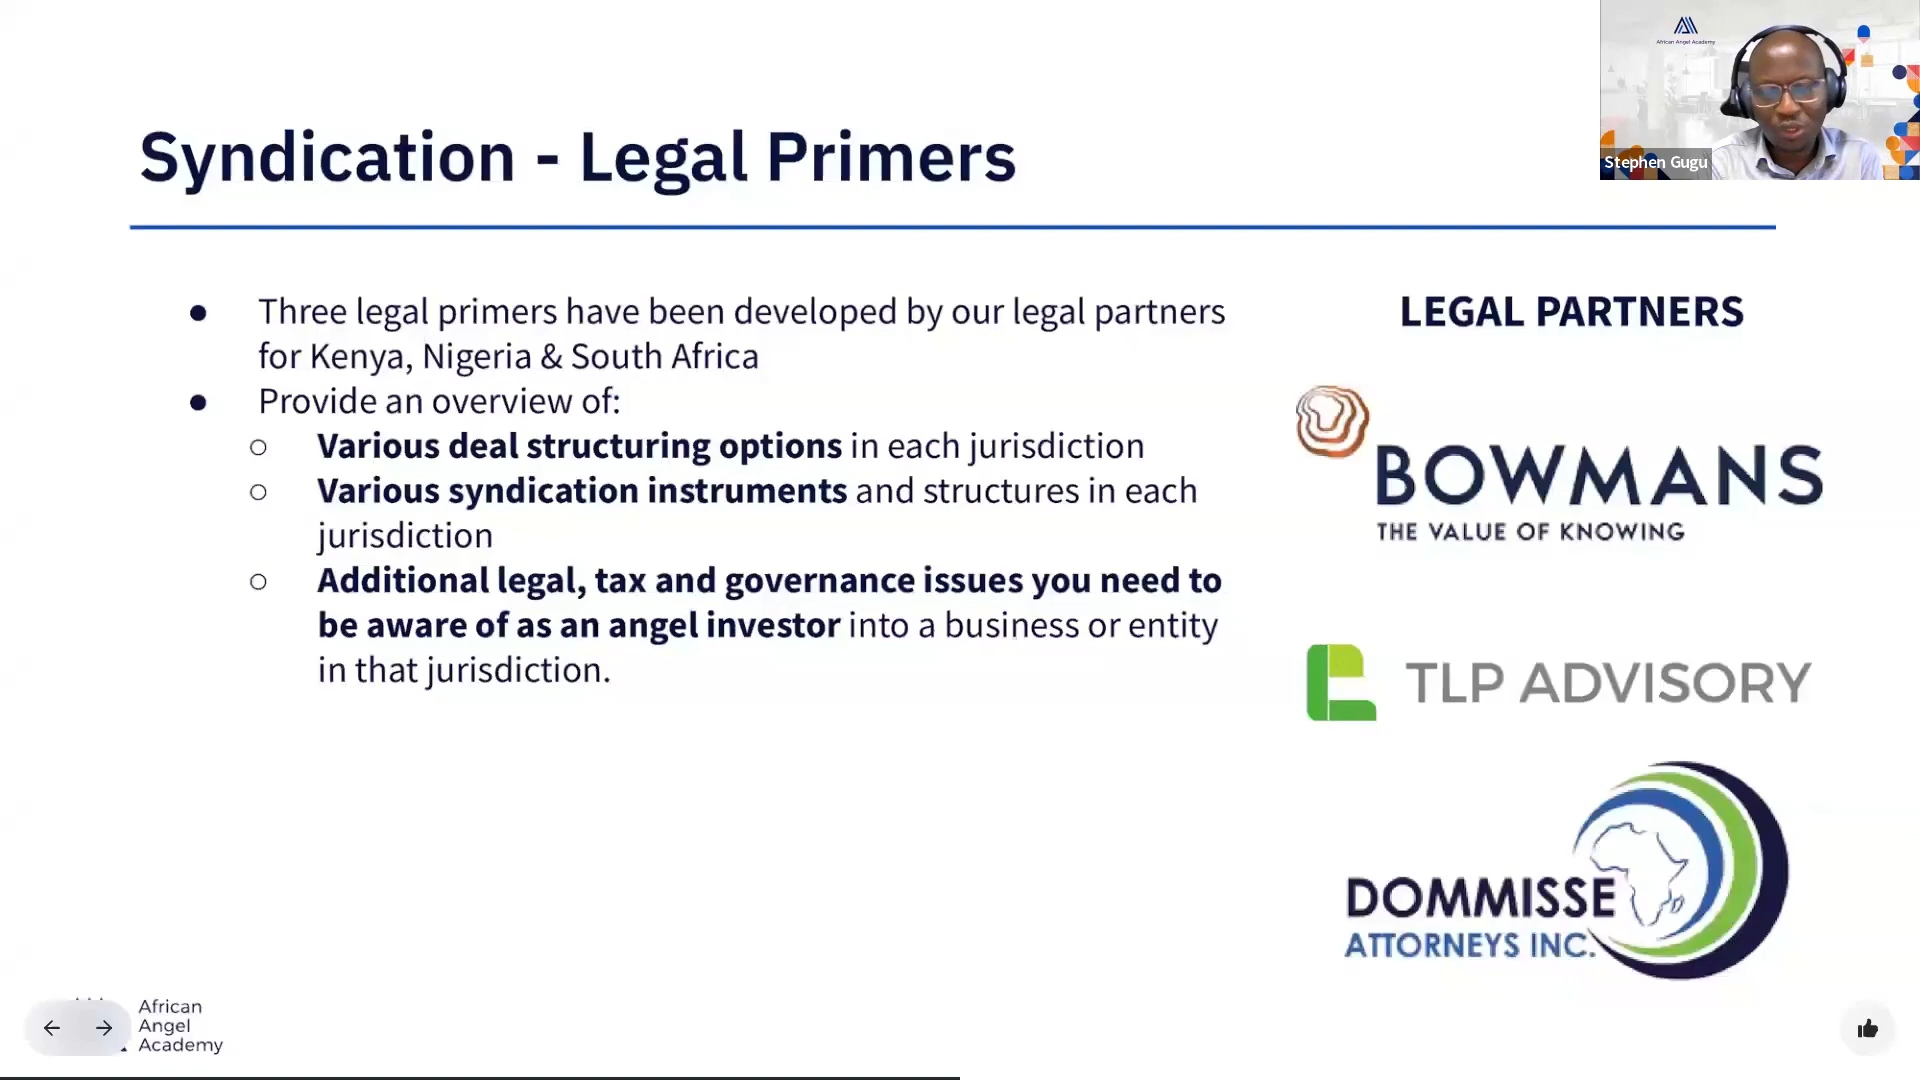 African Angel Academy
Stephen Gugu
Syndication - Legal Primers
● Three legal primers have been developed by our legal partners
for Kenya, Nigeria & South Africa
● Provide an overview of:
○ Various deal structuring options in each jurisdiction
○ Various syndication instruments and structures in each
jurisdiction
○ Additional legal, tax and governance issues you need to
be aware of as an angel investor into a business or entity
in that jurisdiction.
LEGAL PARTNERS
BOWMANS
THE VALUE OF KNOWING
TLP ADVISORY
DOMMISSE
ATTORNEYS INC.
African
Angel
Academy